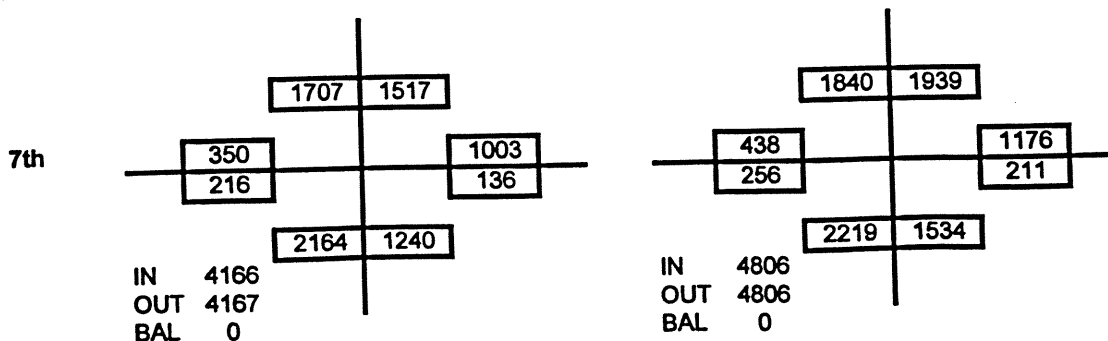 1707 1517
7th
350
216
1003
136
2164 1240
IN 4166
OUT 4167
BAL 0
1840 1939
438
256
1176
211
2219 1534
IN 4806
OUT 4806
BAL 0